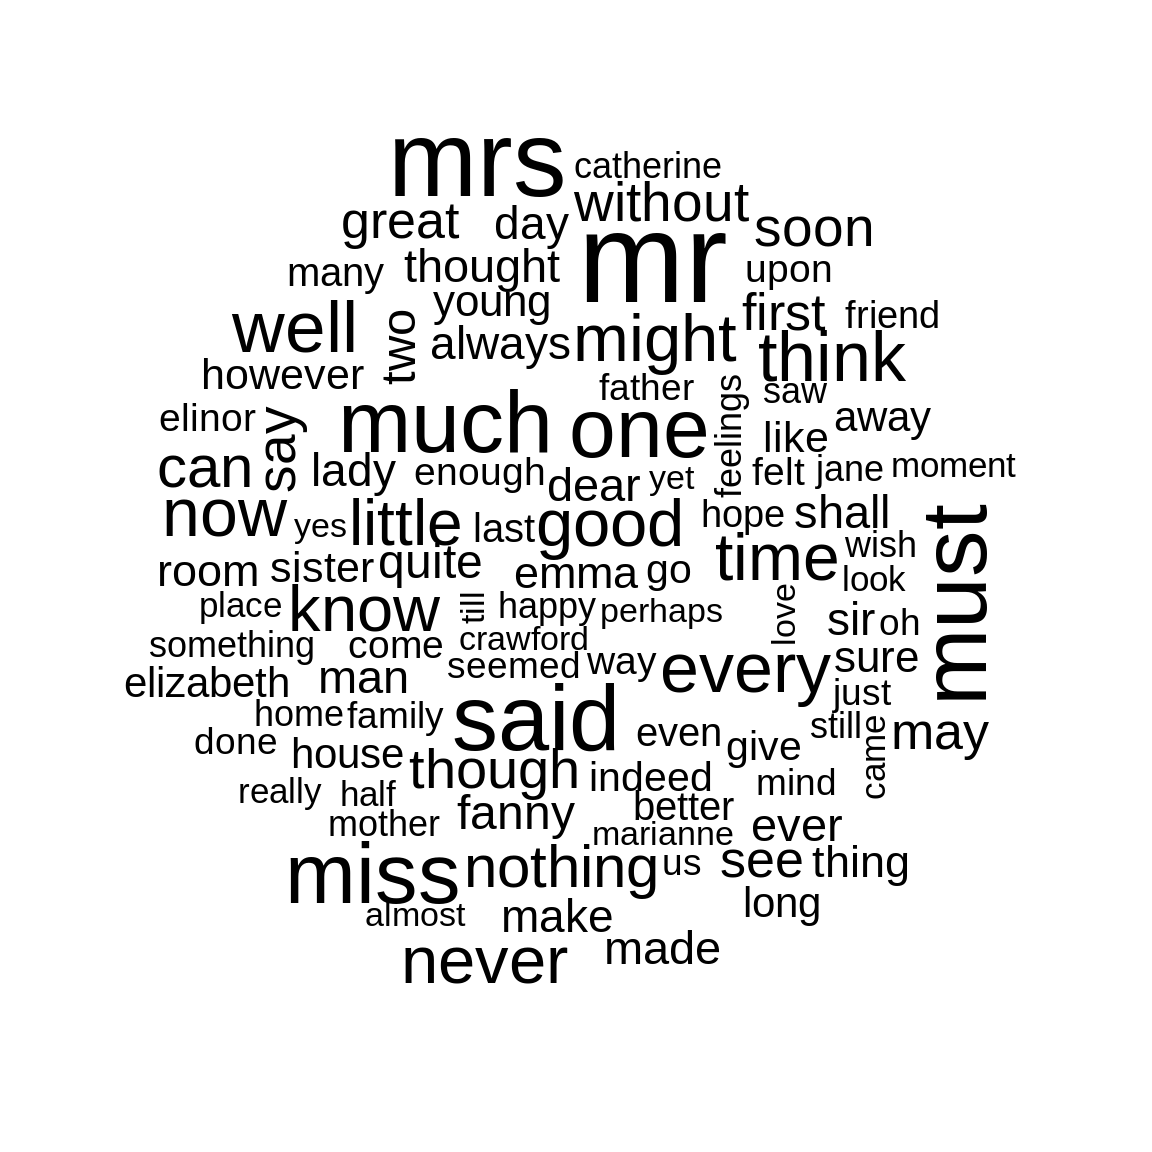 mrs
catherine
without
great
day
mr
soon
many
thought
upon
young
well
two
always
might
first
friend
think
however
father
feelings
saw
elinor
say
much
one
like
away
can
lady
enough
dear
yet
felt
jane
moment
now
yes
little
last
good
hope
shall
must
room
sister
quite
emma
go
time
wish
look
place
know
till
happy
perhaps
love
sir
oh
something
come
crawford
seemed
way
every
sure
elizabeth
man
just
home
family
said
even
still
came
may
done
house
though
indeed
give
mind
really
half
better
mother
fanny
marianne
ever
miss
nothing
us
see
thing
almost
make
long
never
made